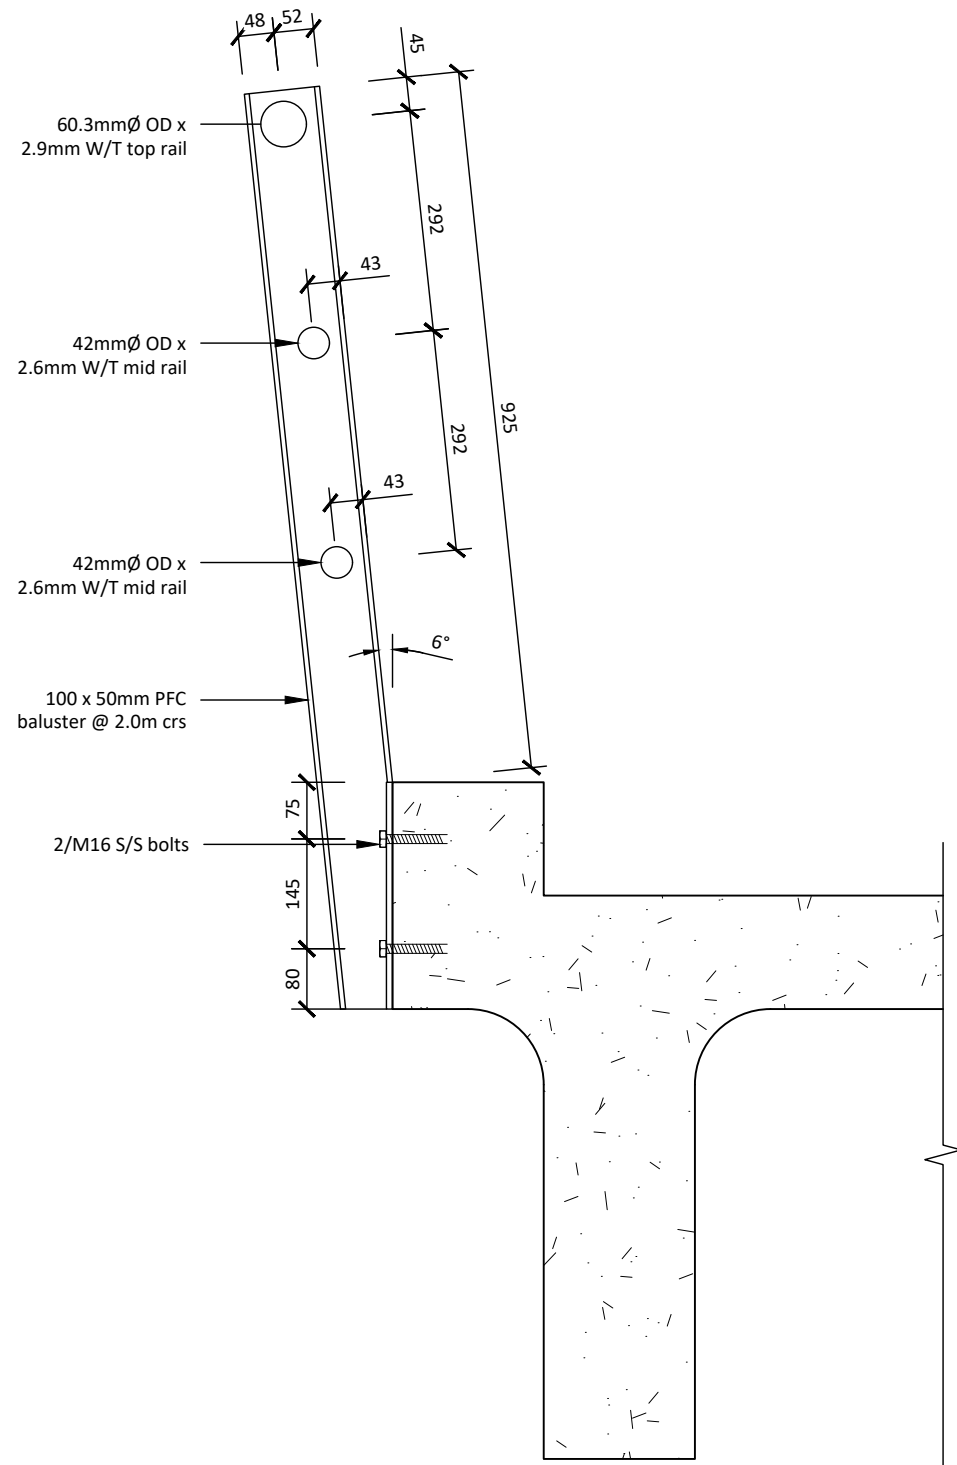 48
52
45
60.3mmØ OD x
2.9mm W/T top rail
292
43
42mmØ OD x
2.6mm W/T mid rail
925
292
43
42mmØ OD x
2.6mm W/T mid rail
6°
100 x 50mm PFC
baluster @ 2.0m crs
75
2/M16 S/S bolts
145
80